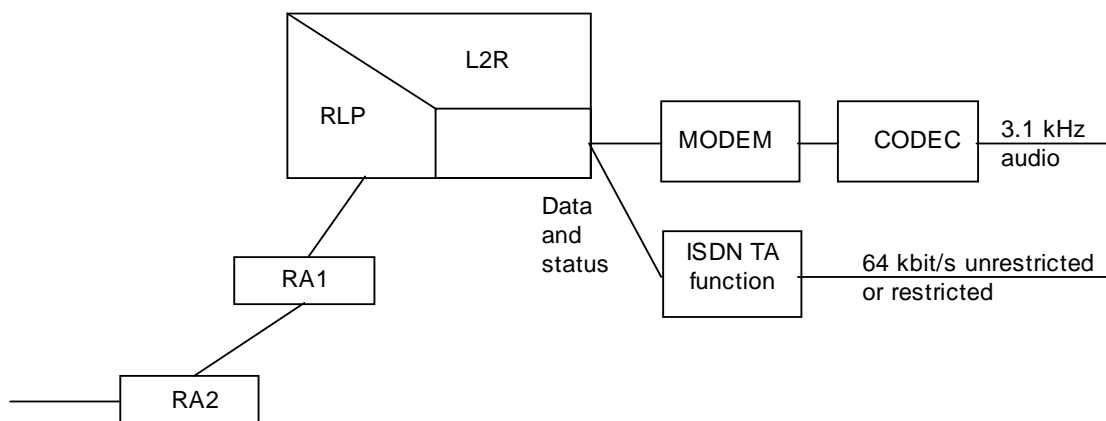 L2R
RLP
MODEM
CODEC
3.1 kHz
audio
Data
and
status
ISDN TA
function
64 kbit/s unrestricted
or restricted
RA1
RA2